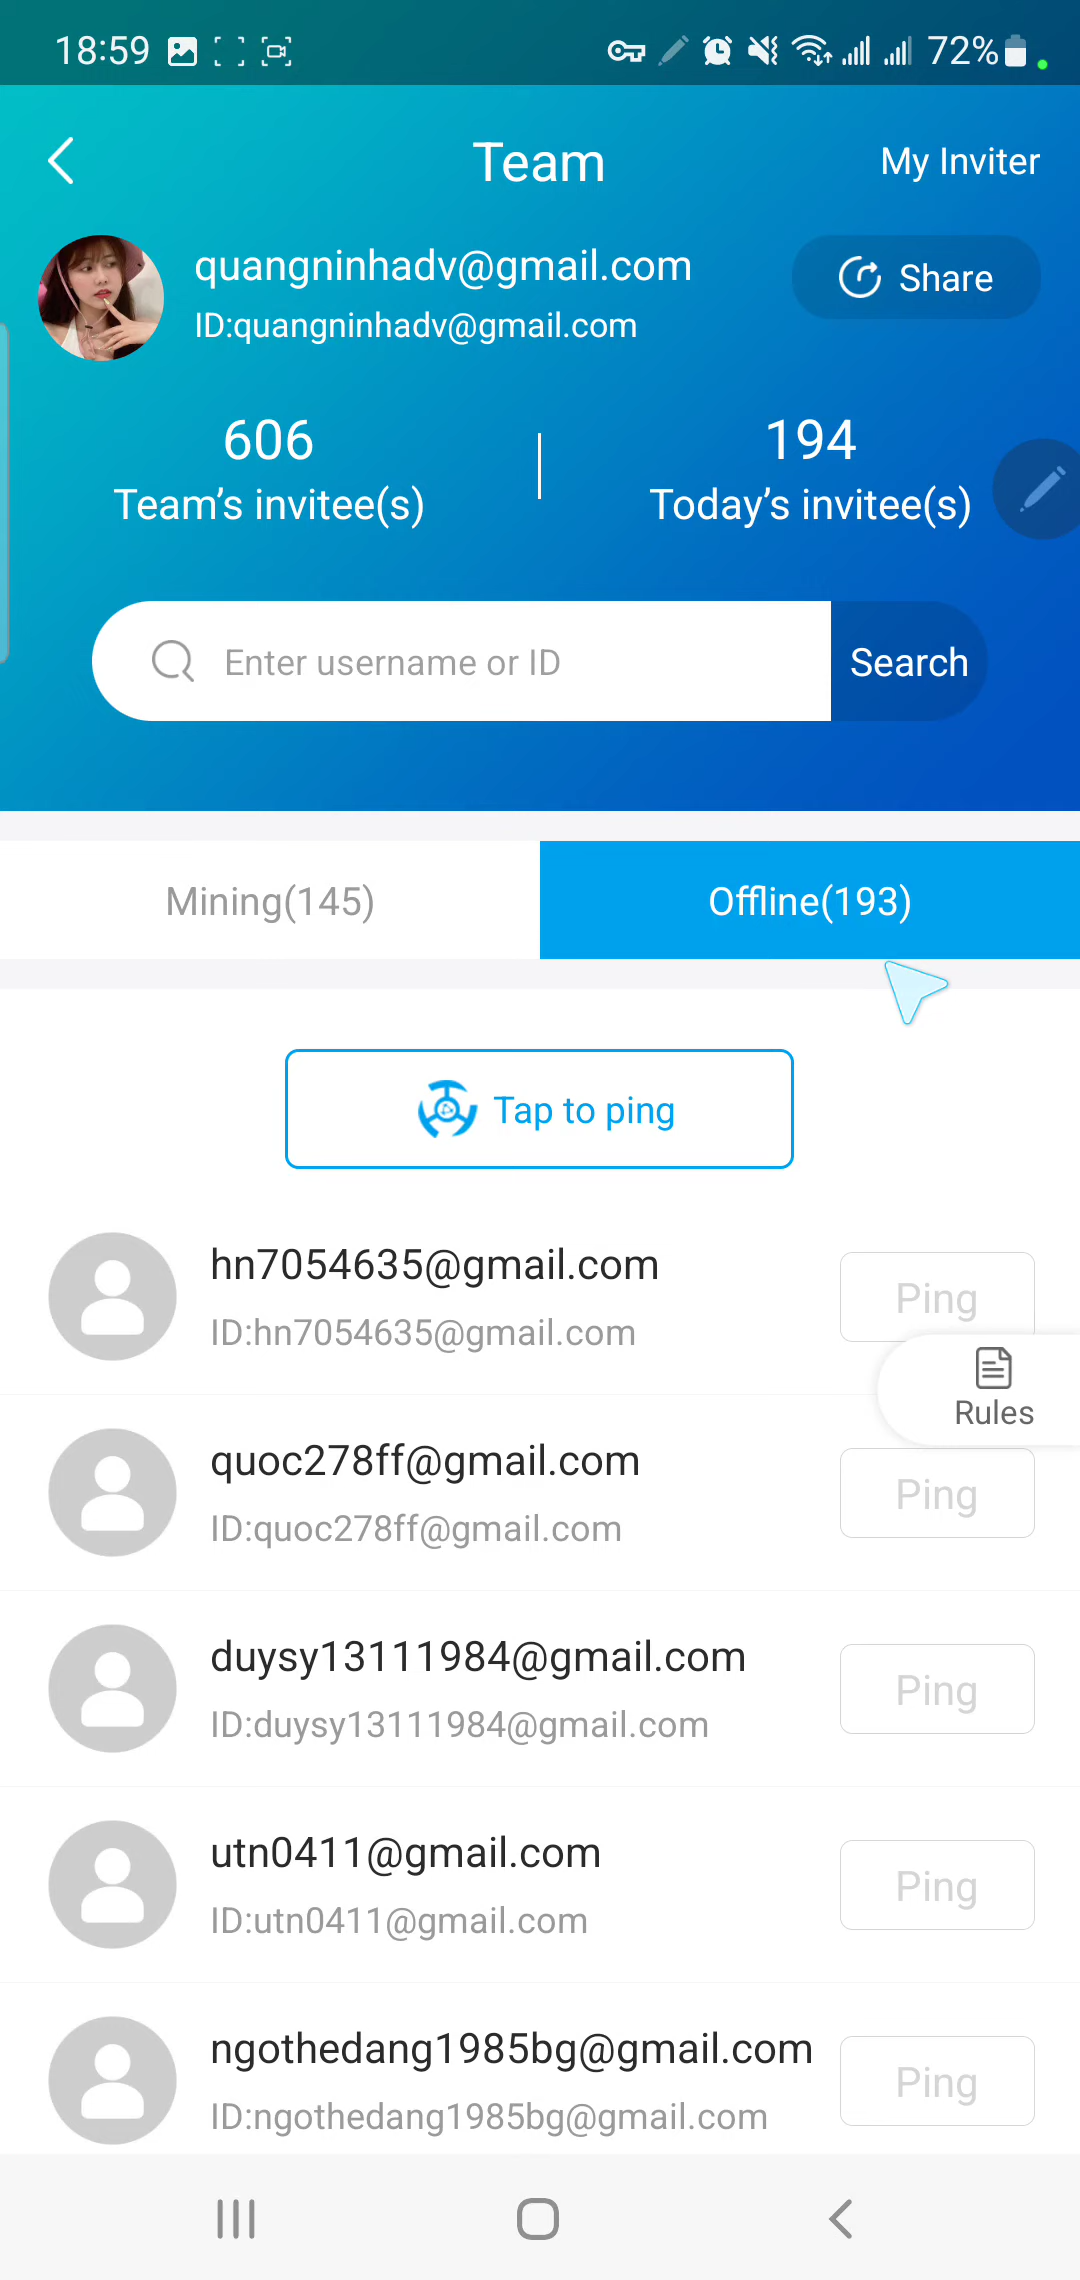 18:59
72%
Team
My Inviter
quangninhadv@gmail.com
ID:quangninhadv@gmail.com
Share
606
Team’s invitee(s)
194
Today’s invitee(s)
Enter username or ID
Search
Mining(145)
Offline(193)
Tap to ping
hn7054635@gmail.com
ID:hn7054635@gmail.com
Ping
Rules
quoc278ff@gmail.com
ID:quoc278ff@gmail.com
Ping
duysy13111984@gmail.com
ID:duysy13111984@gmail.com
Ping
utn0411@gmail.com
ID:utn0411@gmail.com
Ping
ngothedang1985bg@gmail.com
ID:ngothedang1985bg@gmail.com
Ping